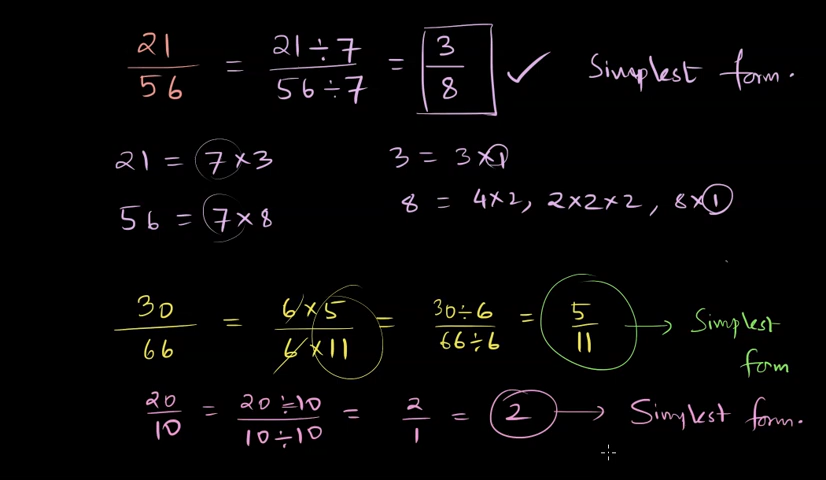 21/56 = 21÷7/56÷7 = 3/8 ✓ Simplest form.
21 = 7×3 3 = 3×1
56 = 7×8 8 = 4×2, 2×2×2, 8×1
30/66 = 6×5/6×11 = 30÷6/66÷6 = 5/11 → Simplest form
20/10 = 20÷10/10÷10 = 2/1 = 2 → Simplest form.